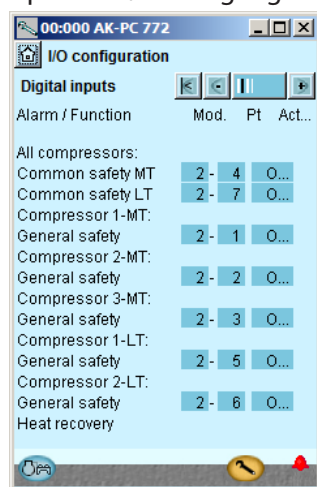 00:000 AK-PC 772
I/O configuration
Digital inputs
Alarm / Function Mod. Pt Act...
All compressors:
Common safety MT 2 - 4 O...
Common safety LT 2 - 7 O...
Compressor 1-MT:
General safety 2 - 1 O...
Compressor 2-MT:
General safety 2 - 2 O...
Compressor 3-MT:
General safety 2 - 3 O...
Compressor 1-LT:
General safety 2 - 5 O...
Compressor 2-LT:
General safety 2 - 6 O...
Heat recovery